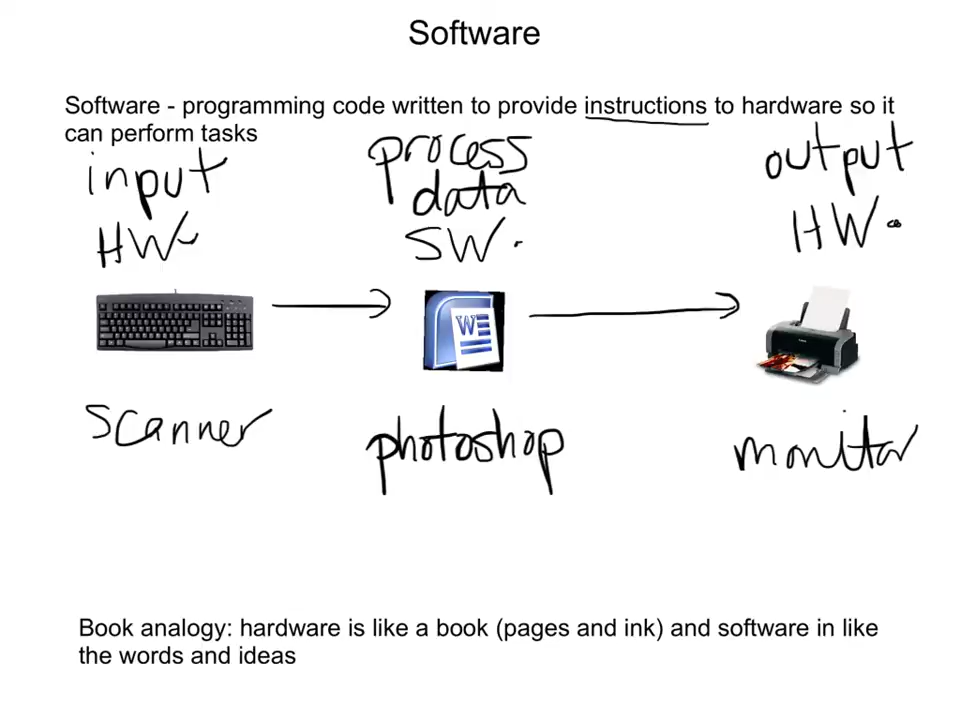 Software
Software - programming code written to provide instructions to hardware so it
can perform tasks
input
HW
process
data
SW
output
HW
W
scanner
photoshop
monitor
Book analogy: hardware is like a book (pages and ink) and software in like
the words and ideas